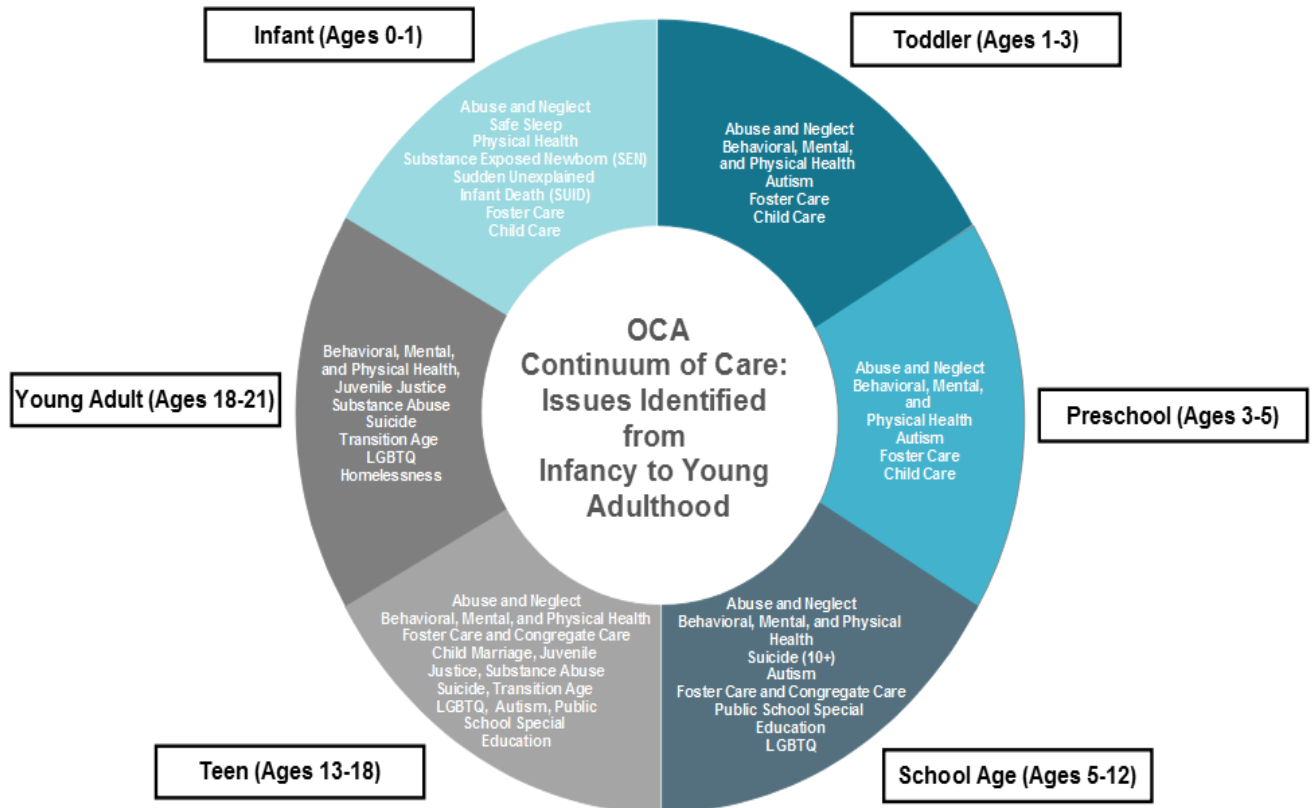 Infant (Ages 0-1)
Toddler (Ages 1-3)
Abuse and Neglect
Safe Sleep
Physical Health
Substance Exposed Newborn (SEN)
Sudden Unexplained
Infant Death (SUID)
Foster Care
Child Care
Abuse and Neglect
Behavioral, Mental,
and Physical Health
Autism
Foster Care
Child Care
Young Adult (Ages 18-21)
Behavioral, Mental,
and Physical Health,
Juvenile Justice
Substance Abuse
Suicide
Transition Age
LGBTQ
Homelessness
OCA
Continuum of Care:
Issues Identified
from
Infancy to Young
Adulthood
Abuse and Neglect
Behavioral, Mental,
and
Physical Health
Autism
Foster Care
Child Care
Preschool (Ages 3-5)
Abuse and Neglect
Behavioral, Mental, and Physical Health
Foster Care and Congregate Care
Child Marriage, Juvenile
Justice, Substance Abuse
Suicide, Transition Age
LGBTQ, Autism, Public
School Special
Education
Abuse and Neglect
Behavioral, Mental, and Physical
Health
Suicide (10+)
Autism
Foster Care and Congregate Care
Public School Special
Education
LGBTQ
Teen (Ages 13-18)
School Age (Ages 5-12)